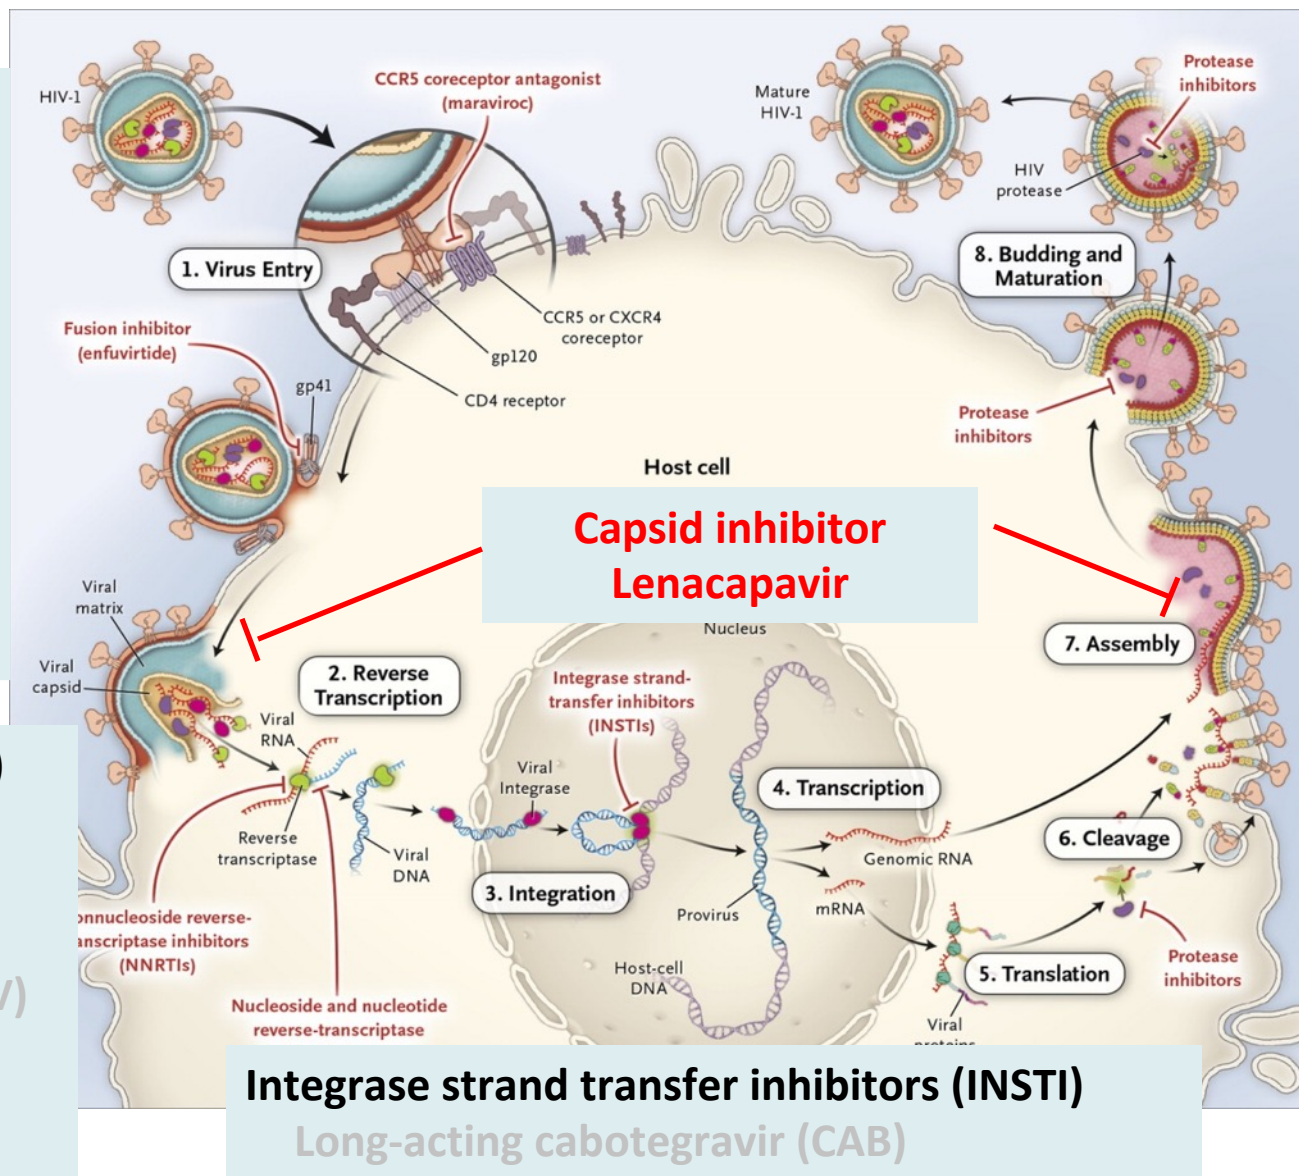 HIV-1
CCR5 coreceptor antagonist
(maraviroc)
Mature
HIV-1
Protease
inhibitors
HIV
protease
1. Virus Entry
8. Budding and
Maturation
Fusion inhibitor
(enfuvirtide)
CCR5 or CXCR4
coreceptor
gp120
gp41
CD4 receptor
Protease
inhibitors
Host cell
Capsid inhibitor
Lenacapavir
Viral
matrix
Viral
capsid
Nucleus
7. Assembly
2. Reverse
Transcription
Integrase strand-
transfer inhibitors
(INSTIs)
Viral
RNA
)
Viral
Integrase
4. Transcription
Reverse
transcriptase
Viral
DNA
Genomic RNA
6. Cleavage
3. Integration
Provirus
mRNA
onnucleoside reverse-
anscriptase inhibitors
(NNRTIs)
Protease
inhibitors
Host-cell
DNA
5. Translation
V)
Nucleoside and nucleotide
reverse-transcriptase
Viral
proteins
Integrase strand transfer inhibitors (INSTI)
Long-acting cabotegravir (CAB)